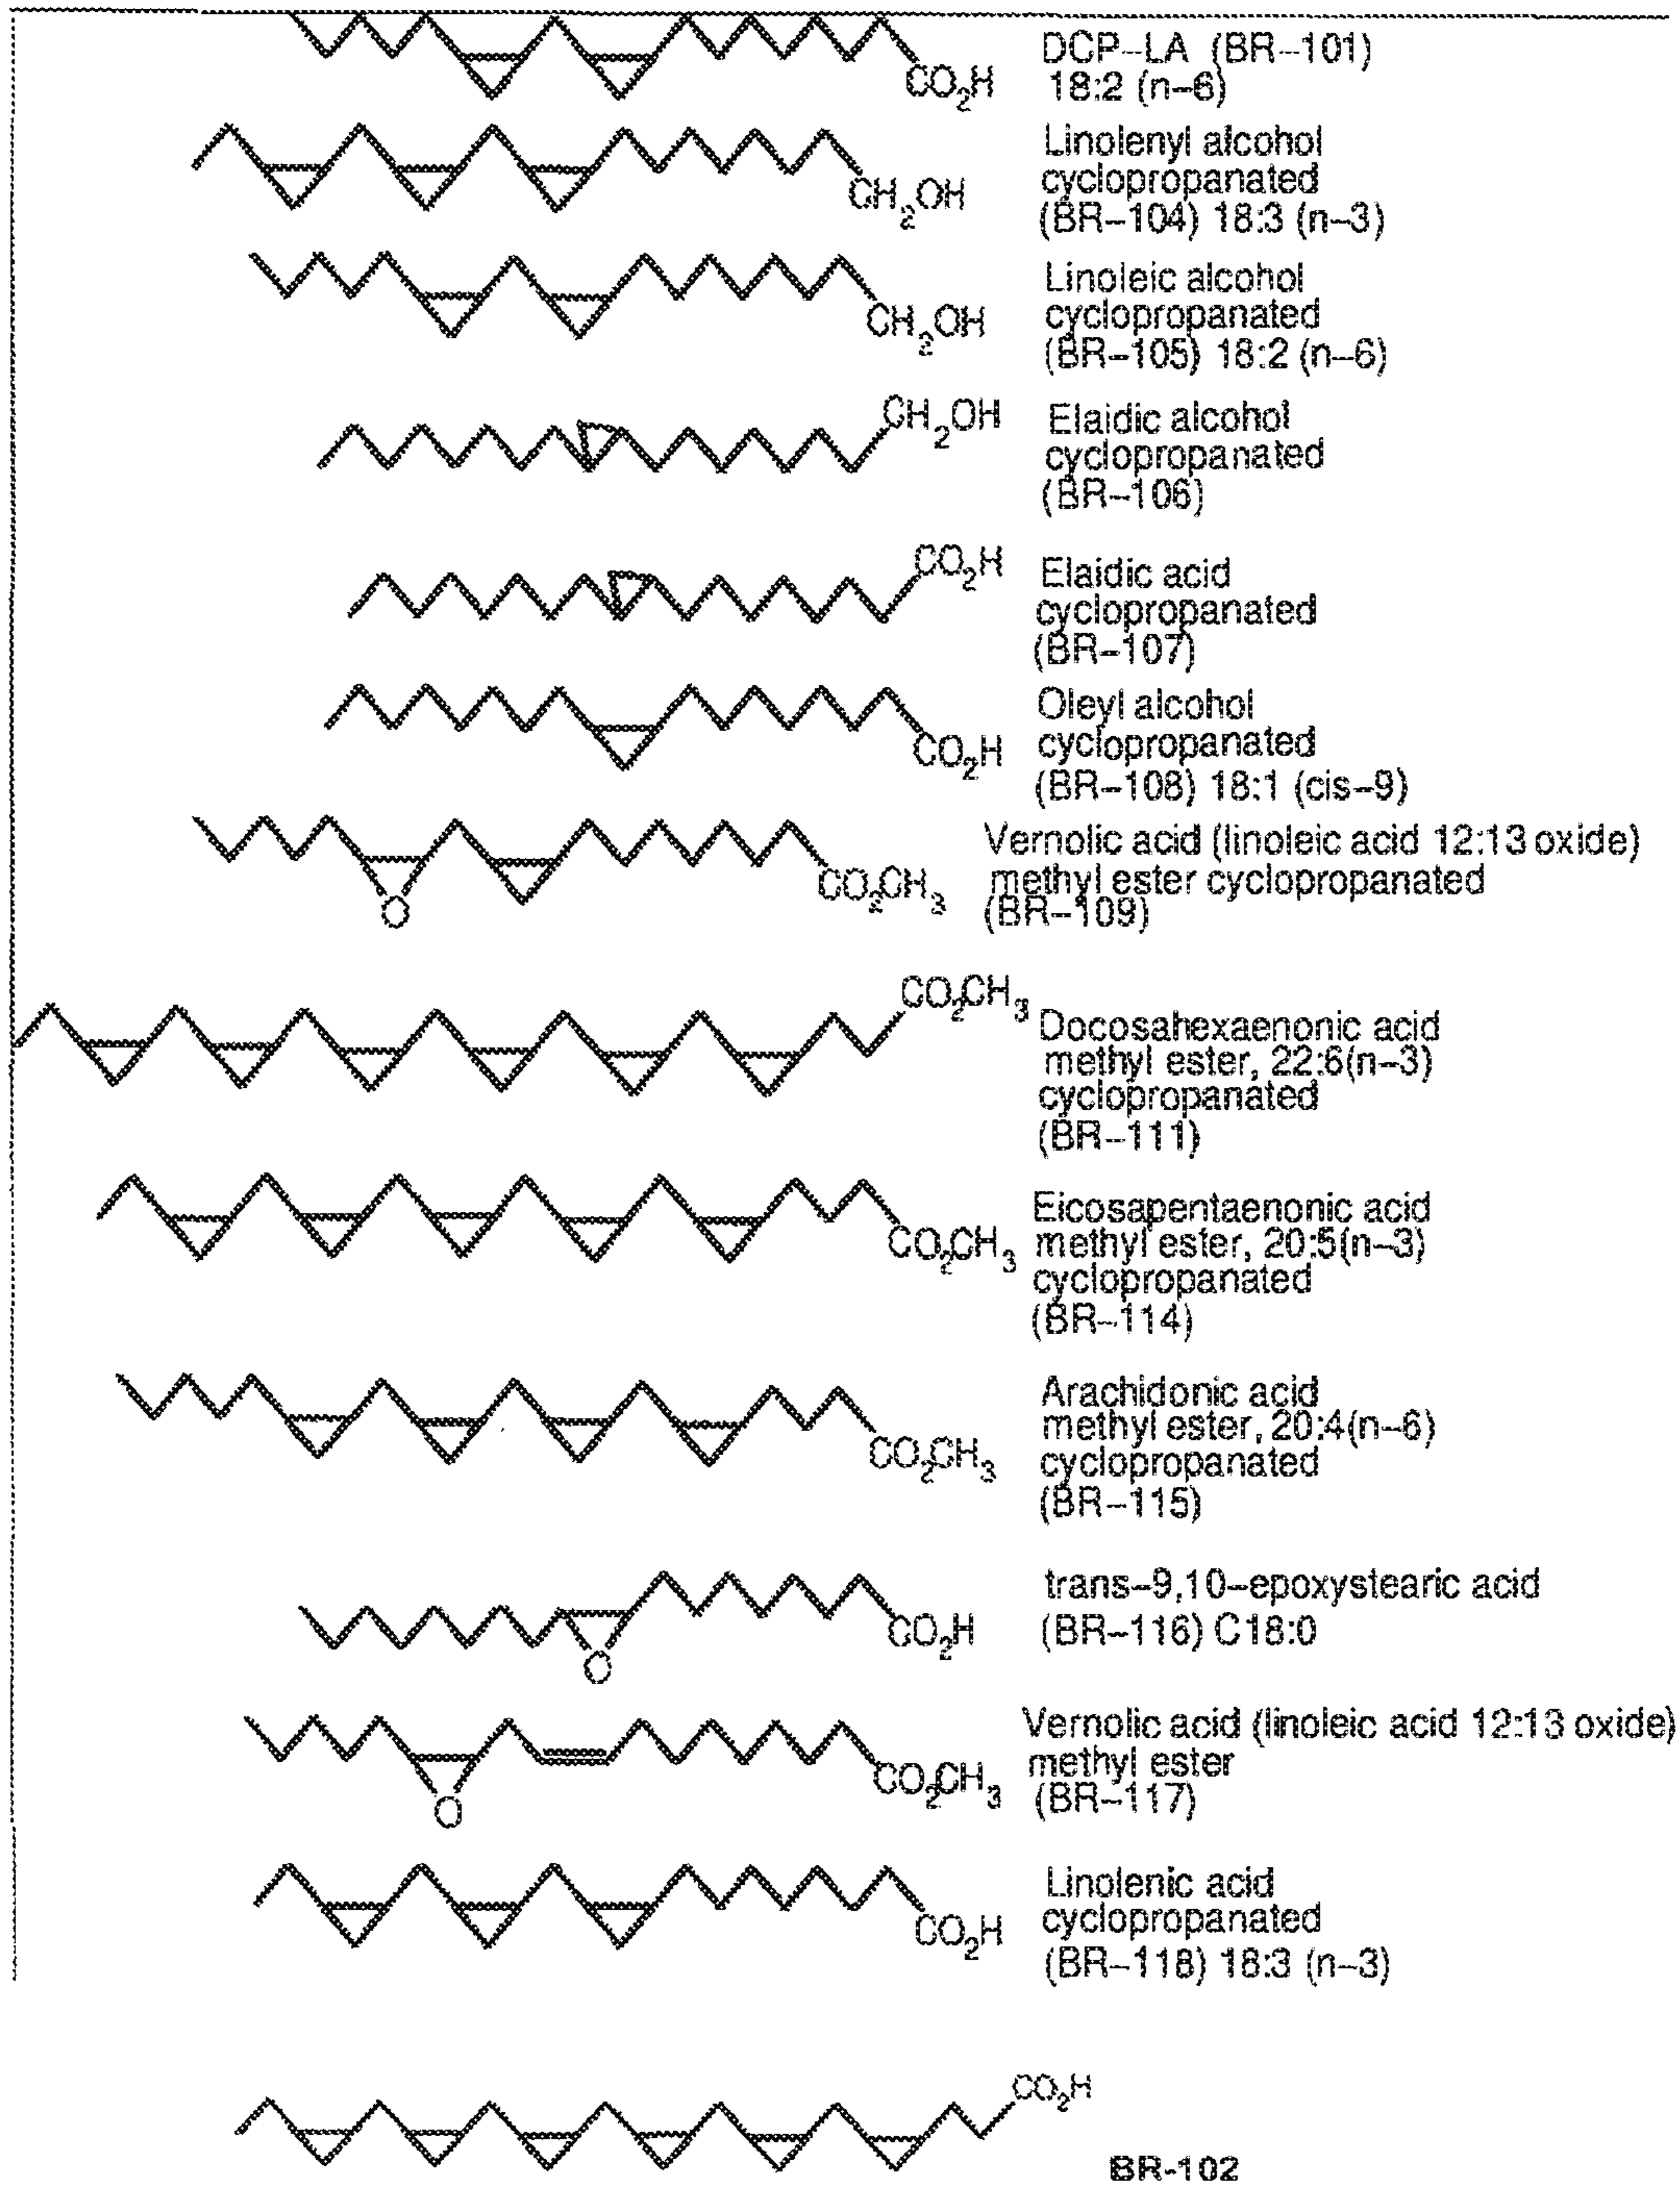 DCP–LA (BR–101)
CO2H 18:2 (n–6)
Linolenyl alcohol
cyclopropanated
CH2OH
(BR–104) 18:3 (n–3)
Linoleic alcohol
cyclopropanated
CH2OH
(BR–105) 18:2 (n–6)
CH2OH Elaidic alcohol
cyclopropanated
(BR–106)
CO2H Elaidic acid
cyclopropanated
(BR–107)
Oleyl alcohol
CO2H cyclopropanated
(BR–108) 18:1 (cis–9)
Vernolic acid (linoleic acid 12:13 oxide)
CO2CH3 methyl ester cyclopropanated
O (BR–109)
CO2CH3
Docosahexaenonic acid
methyl ester, 22:6(n–3)
cyclopropanated
(BR–111)
Eicosapentaenonic acid
CO2CH3 methyl ester, 20:5(n–3)
cyclopropanated
(BR–114)
Arachidonic acid
methyl ester, 20:4(n–6)
CO2CH3 cyclopropanated
(BR–115)
trans–9,10–epoxystearic acid
CO2H (BR–116) C18:0
O
Vernolic acid (linoleic acid 12:13 oxide)
methyl ester
CO2CH3
O (BR–117)
Linolenic acid
CO2H cyclopropanated
(BR–118) 18:3 (n–3)
CO2H
BR-102